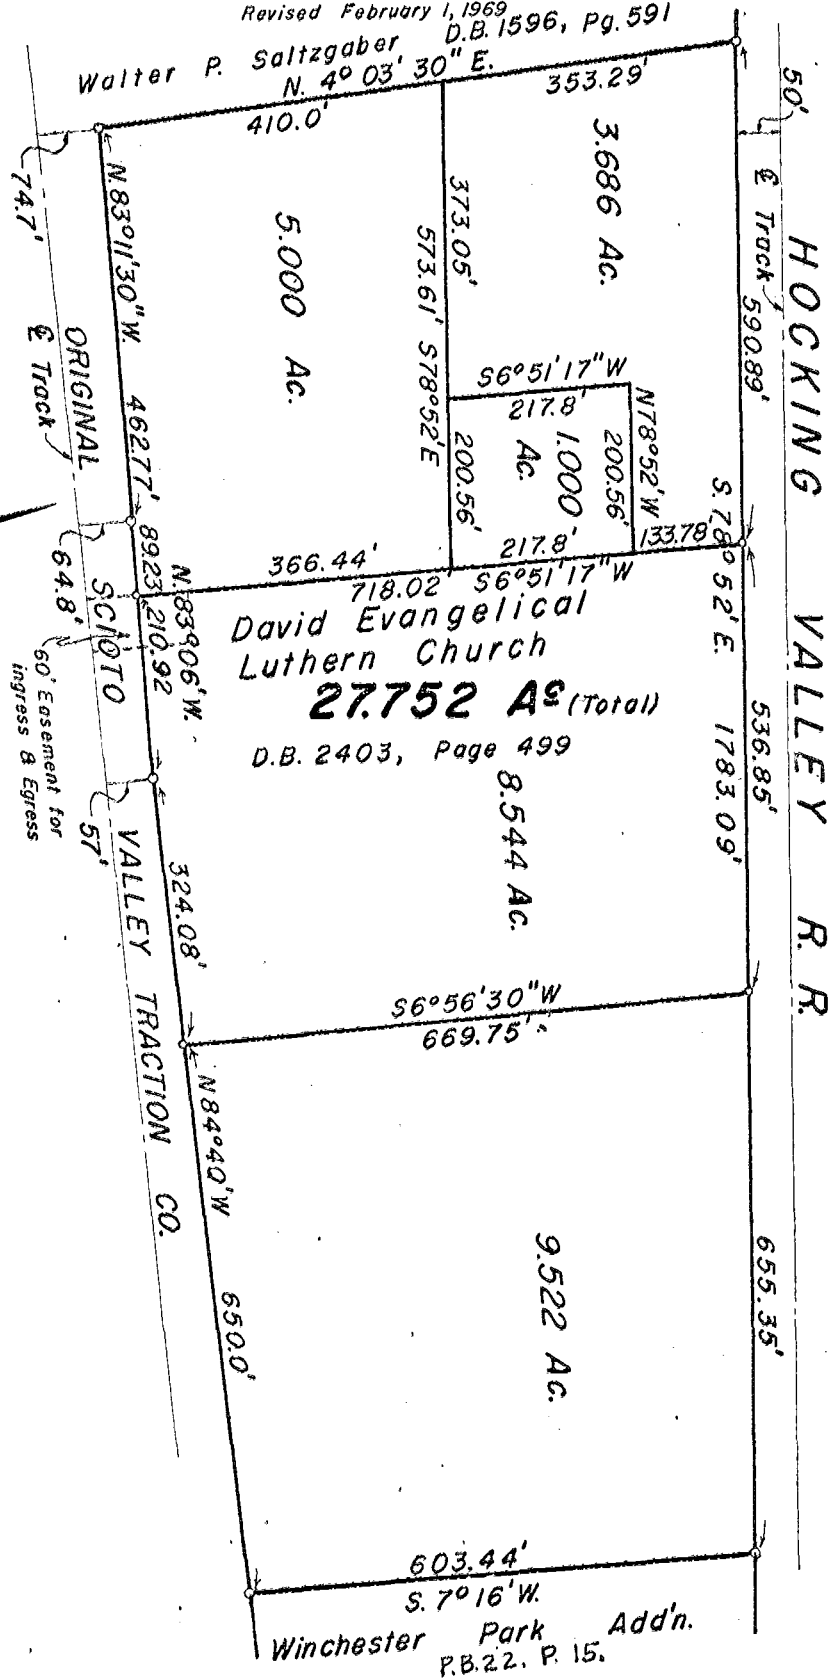 Revised February 1, 1969
Walter P. Saltzgaber D.B. 1596, Pg. 591
N. 4° 03' 30" E.
410.0'
353.29'
50'
℄ Track
HOCKING VALLEY R. R.
590.89'
S. 78° 52' E 1783.09'
536.85'
655.35'
3.686 Ac.
373.05'
573.61' S78°52'E
5.000 Ac.
S6°51'17"W
217.8'
N78°52'W
200.56'
1.000
Ac.
200.56'
217.8'
133.78'
366.44'
718.02 S6°51'17"W
74.7'
N. 83°11'30" W. 462.77'
ORIGINAL SCIOTO VALLEY TRACTION CO.
℄ Track
64.8'
89.23
210.92
N. 83°06' W.
60' Easement for
ingress & Egress
57'
324.08'
David Evangelical
Luthern Church
27.752 Ac (Total)
D.B. 2403, Page 499
8.544 Ac.
S6°56'30"W
669.75'
N84°40'W
650.0'
9.522 Ac.
603.44'
S. 7° 16' W.
Winchester Park Add'n.
P.B. 22. P. 15.